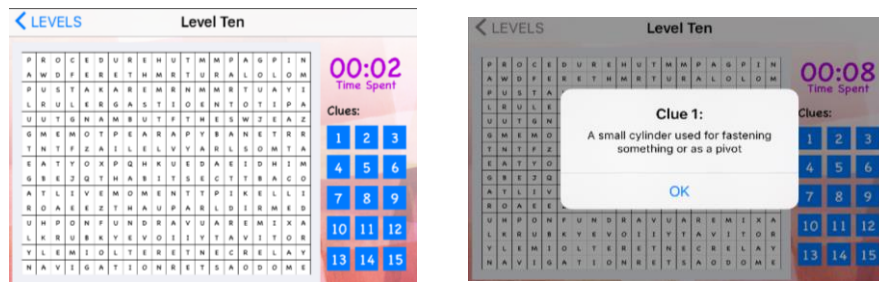 LEVELS
Level Ten
P R O C E D U R E H U T M M P A G P I N
A W D F E R E T H M R T U R A L O L O M
P U S T A K A R E M R N M M R T U A Y I
L R U L E R G A S T I O E N T O T I P A
U U T G N A M B U T F T H E S W J E A Z
G M E M O T P E A R A P Y B A N E T R R
T N T F Z A I L E L V Y A R L S O M T A
E A T Y O X P Q H K U E D A E I D H I M
G B E J Q T H A B I T S E C T T B A C O
A T L I V E M O M E N T T P I K E L L I
R O A E E Z T H A U P A R L D I R M E D
U H P O N F U N D R A V U A R E M I X A
L K R U B K Y E V O I I Y T A V I T O R
Y L E M I O L T E R E T N E C R E L A Y
N A V I G A T I O N R E T S A O D O M E
00:02
Time Spent
Clues:
1 2 3
4 5 6
7 8 9
10 11 12
13 14 15
LEVELS
Level Ten
P R O C E D U R E H U T M M P A G P I N
A W D F E R E T H M R T U R A L O L O M
P U S T A
L R U L E
U U T G N
G M E M O
T N T F Z
E A T Y O
G B E J Q
A T L I V
R O A E E
U H P O N F U N D R A V U A R E M I X A
L K R U B K Y E V O I I Y T A V I T O R
Y L E M I O L T E R E T N E C R E L A Y
N A V I G A T I O N R E T S A O D O M E
Clue 1:
A small cylinder used for fastening
something or as a pivot
OK
00:08
Time Spent
Clues:
1 2 3
4 5 6
7 8 9
10 11 12
13 14 15